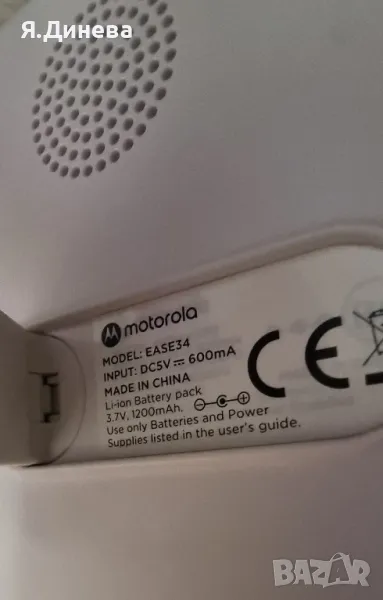 Я.Динева
motorola
MODEL: EASE34
INPUT: DC5V ⎓ 600mA
MADE IN CHINA
Li-ion Battery pack
3.7V, 1200mAh,
Use only Batteries and Power
Supplies listed in the user's guide.
CE
BAZAR